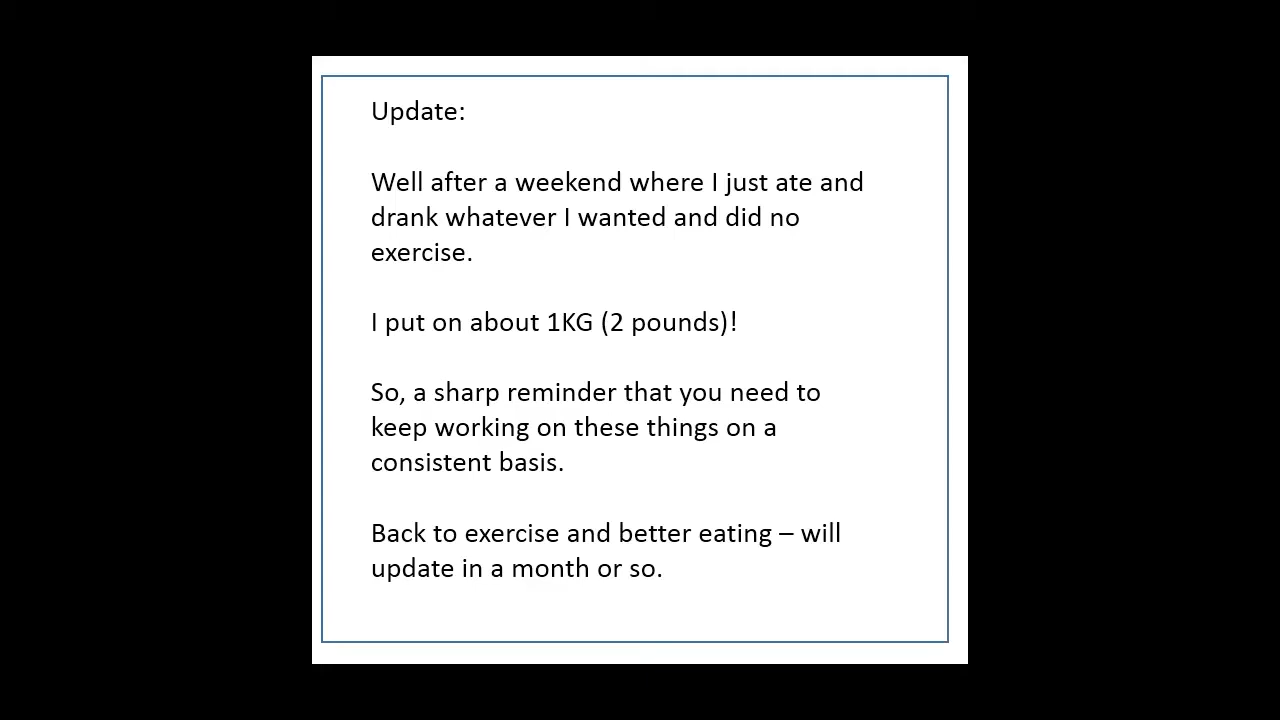 Update:
Well after a weekend where I just ate and
drank whatever I wanted and did no
exercise.
I put on about 1KG (2 pounds)!
So, a sharp reminder that you need to
keep working on these things on a
consistent basis.
Back to exercise and better eating – will
update in a month or so.